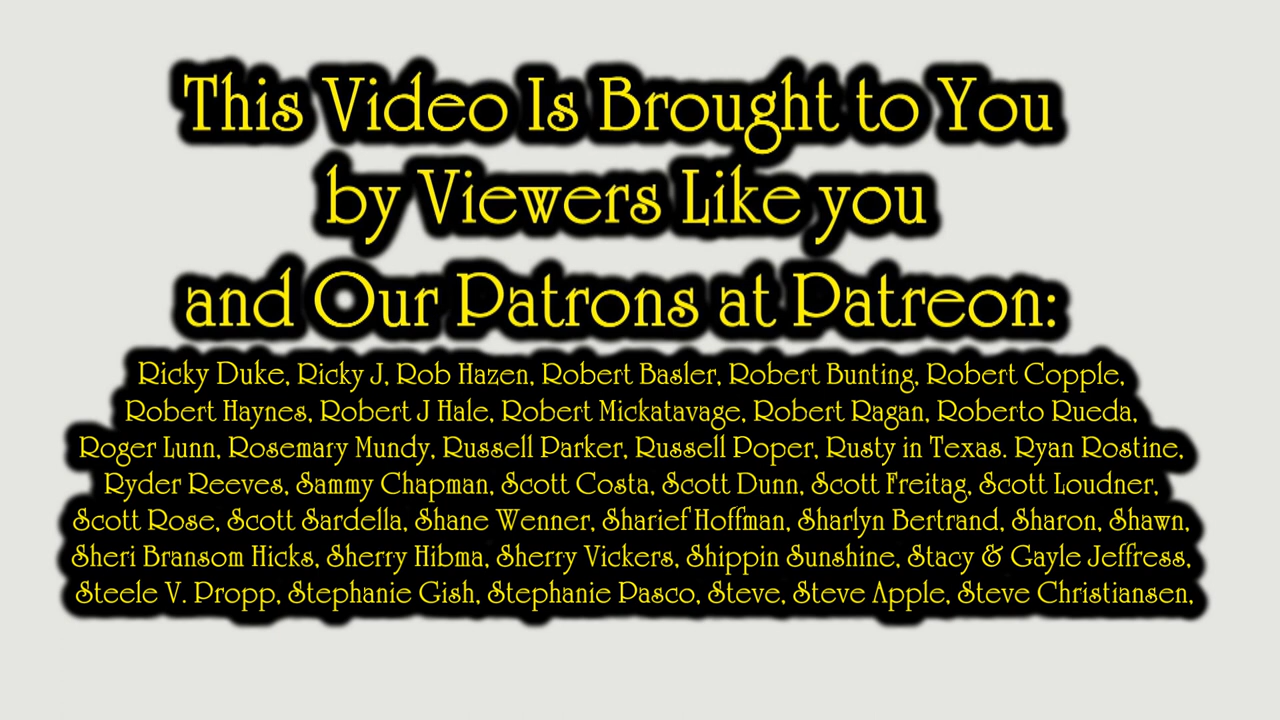 This Video Is Brought to You
by Viewers Like you
and Our Patrons at Patreon:
Ricky Duke, Ricky J, Rob Hazen, Robert Basler, Robert Bunting, Robert Copple,
Robert Haynes, Robert J Hale, Robert Mickatavage, Robert Ragan, Roberto Rueda,
Roger Lunn, Rosemary Mundy, Russell Parker, Russell Poper, Rusty in Texas. Ryan Rostine,
Ryder Reeves, Sammy Chapman, Scott Costa, Scott Dunn, Scott Freitag, Scott Loudner,
Scott Rose, Scott Sardella, Shane Wenner, Sharief Hoffman, Sharlyn Bertrand, Sharon, Shawn,
Sheri Bransom Hicks, Sherry Hibma, Sherry Vickers, Shippin Sunshine, Stacy & Gayle Jeffress,
Steele V. Propp, Stephanie Gish, Stephanie Pasco, Steve, Steve Apple, Steve Christiansen,